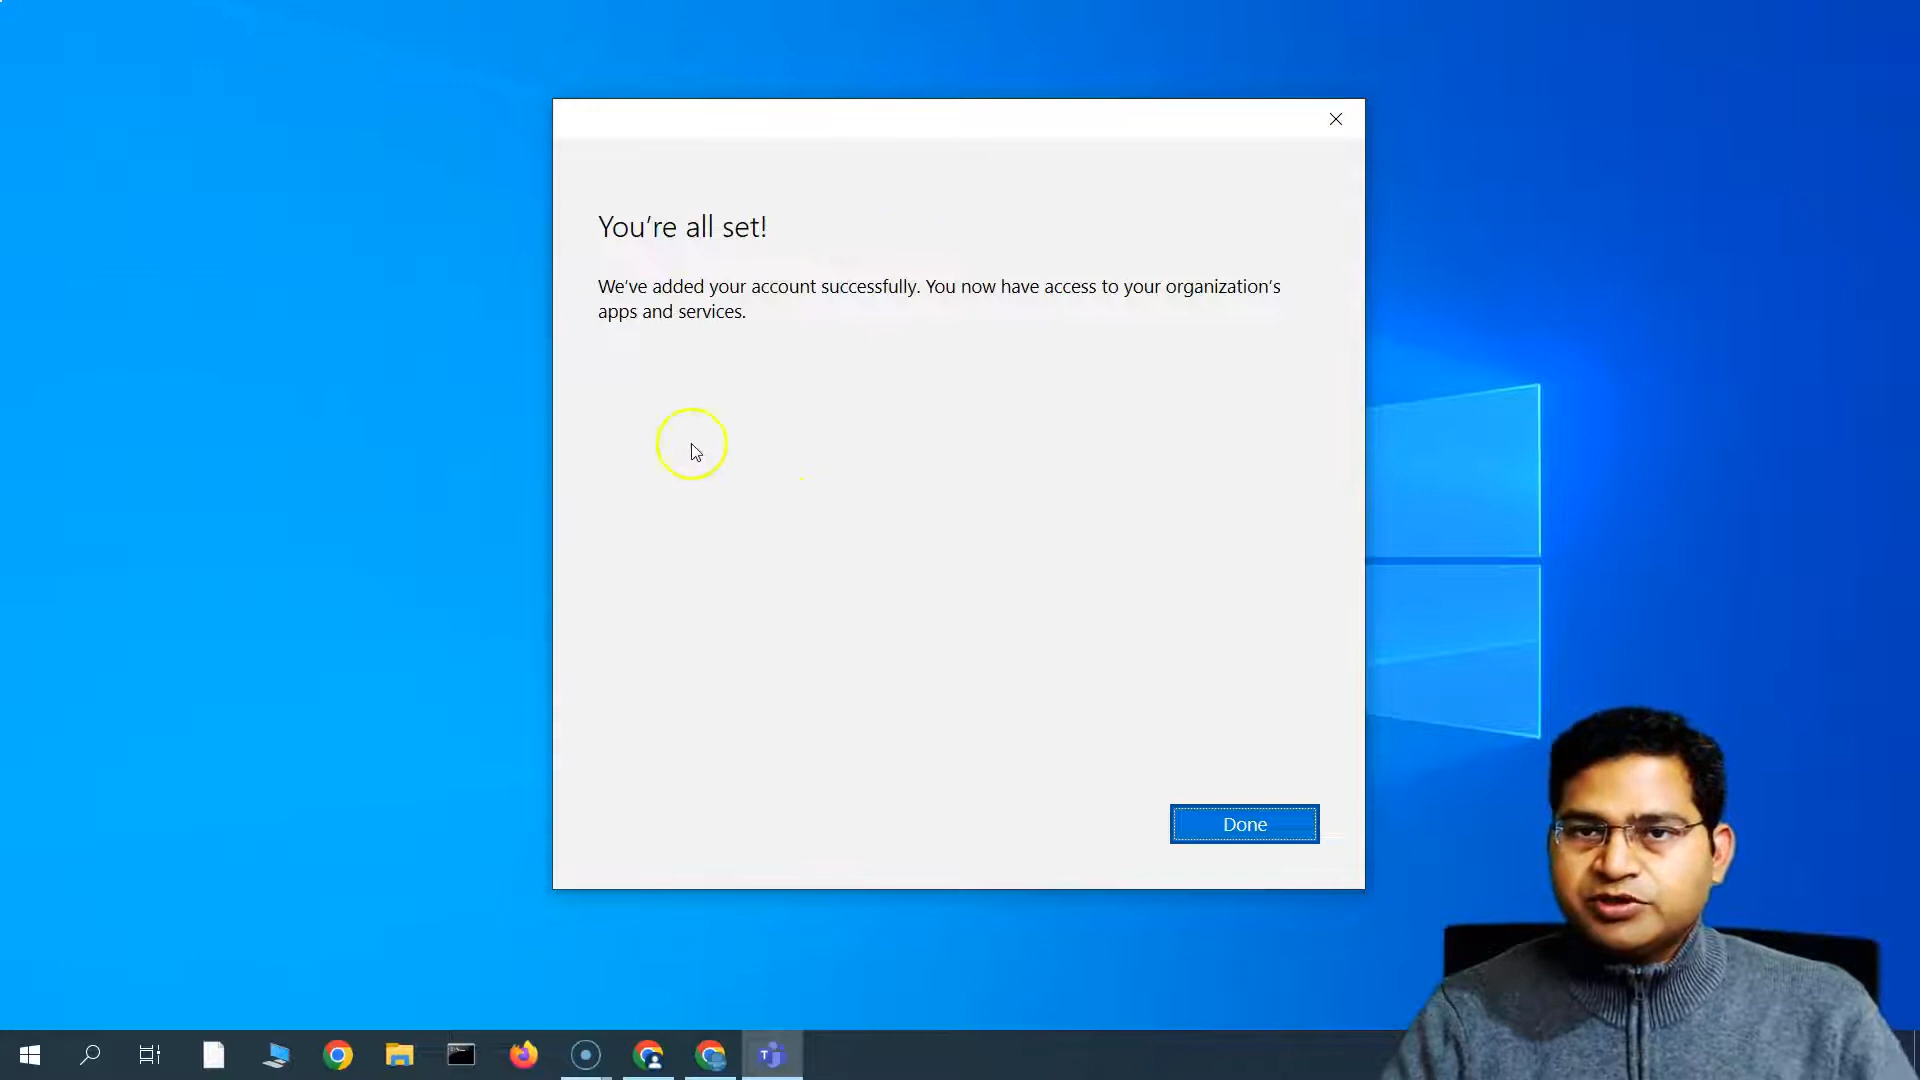 You're all set!
We've added your account successfully. You now have access to your organization's
apps and services.
Done